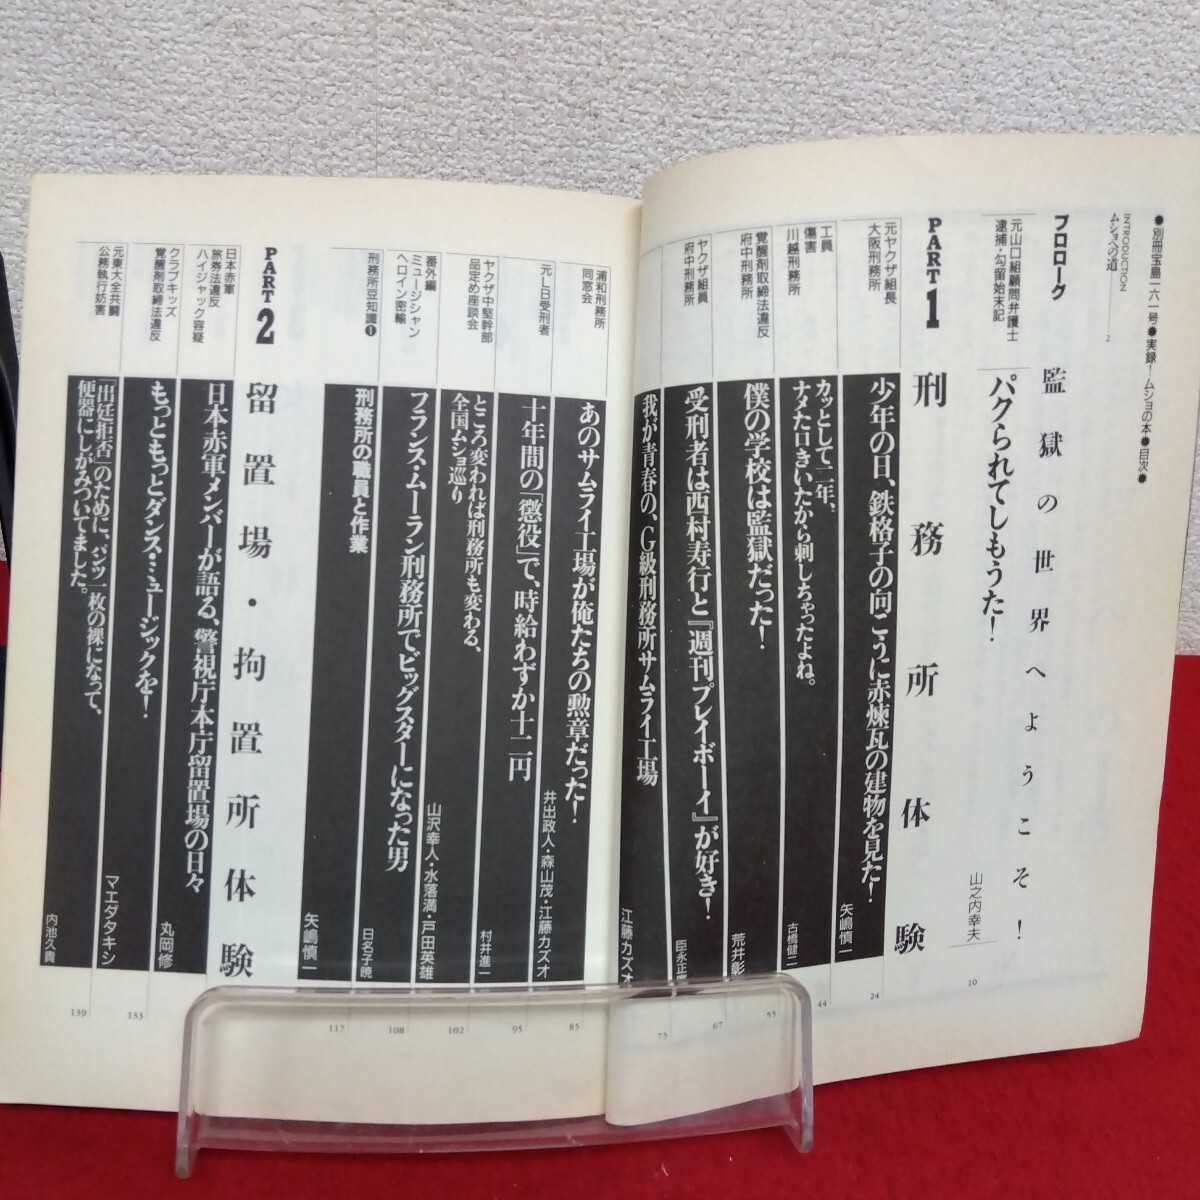 ●別冊宝島一六一号●実録!ムショの本●目次●
INTRODUCTION
ムショへの道 2
プロローグ 監獄の世界へようこそ!
元山口組顧問弁護士
逮捕・勾留始末記
パクられてしもうた! 山之内幸夫 10
PART1 刑務所体験
元ヤクザ組長
大阪刑務所
少年の日、鉄格子の向こうに赤煉瓦の建物を見た! 矢嶋慎一 24
工員
傷害
川越刑務所
カッとして二年、
ナメた口きいたから刺しちゃったよね。 古橋健二 44
覚醒剤取締法違反
府中刑務所
僕の学校は監獄だった! 荒井彰 55
ヤクザ組員
府中刑務所
受刑者は西村寿行と『週刊プレイボーイ』が好き! 臣永正 67
我が青春の、G級刑務所サムライ工場 江藤カズオ 75
浦和刑務所
同窓会
あのサムライ工場が俺たちの勲章だった! 井出政人・森山茂・江藤カズオ 85
元LB受刑者
十年間の「懲役」で、時給わずか十二円 95
ヤクザ中堅幹部
品定め座談会
ところ変われば刑務所も変わる、
全国ムショ巡り 村井進一 102
番外編
ミュージシャン
ヘロイン密輸
フランス・ムーラン刑務所でビッグスターになった男 山沢幸人・水落満・戸田英雄 108
刑務所豆知識❶
刑務所の職員と作業 日名子暁 117
矢嶋慎一
PART2 留置場・拘置所体験
日本赤軍
旅券法違反
ハイジャック容疑
日本赤軍メンバーが語る、警視庁本庁留置場の日々 丸岡修 133
クラブキッズ
覚醒剤取締法違反
もっともっとダンス・ミュージックを! マエダタキシ 139
元東大全共闘
公務執行妨害
「出廷拒否」のために、パンツ一枚の裸になって、
便器にしがみついてました。 内池久貴